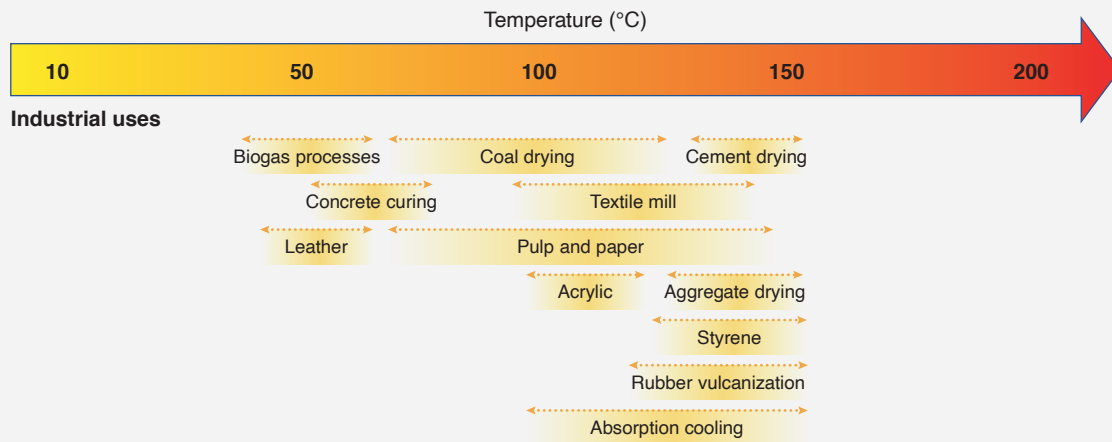 Temperature (°C)
10 50 100 150 200
Industrial uses
Biogas processes Coal drying Cement drying
Concrete curing Textile mill
Leather Pulp and paper
Acrylic Aggregate drying
Styrene
Rubber vulcanization
Absorption cooling